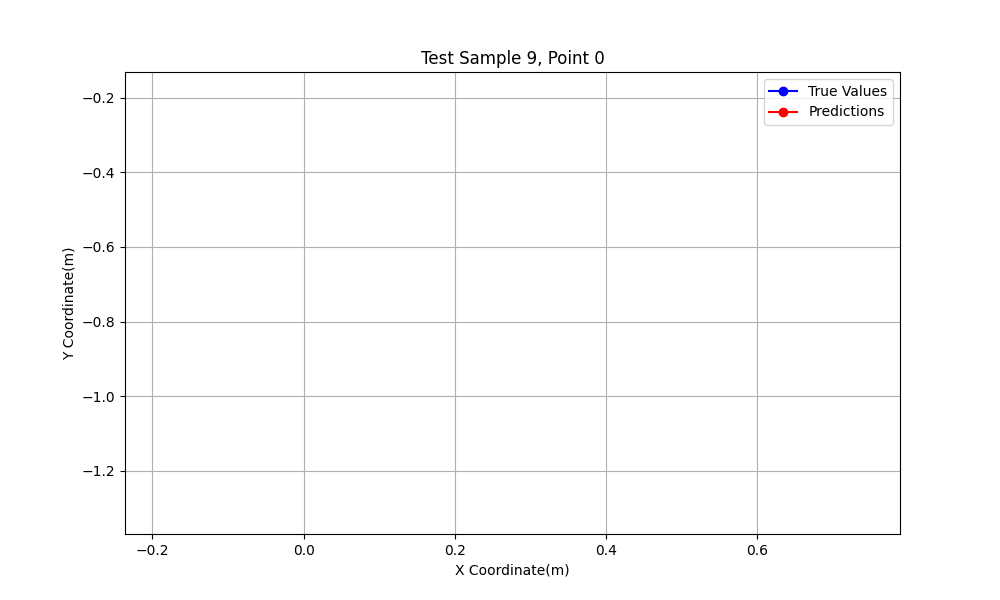 Test Sample 9, Point 0
True Values
Predictions
Y Coordinate(m)
−0.2
−0.4
−0.6
−0.8
−1.0
−1.2
−0.2 0.0 0.2 0.4 0.6
X Coordinate(m)